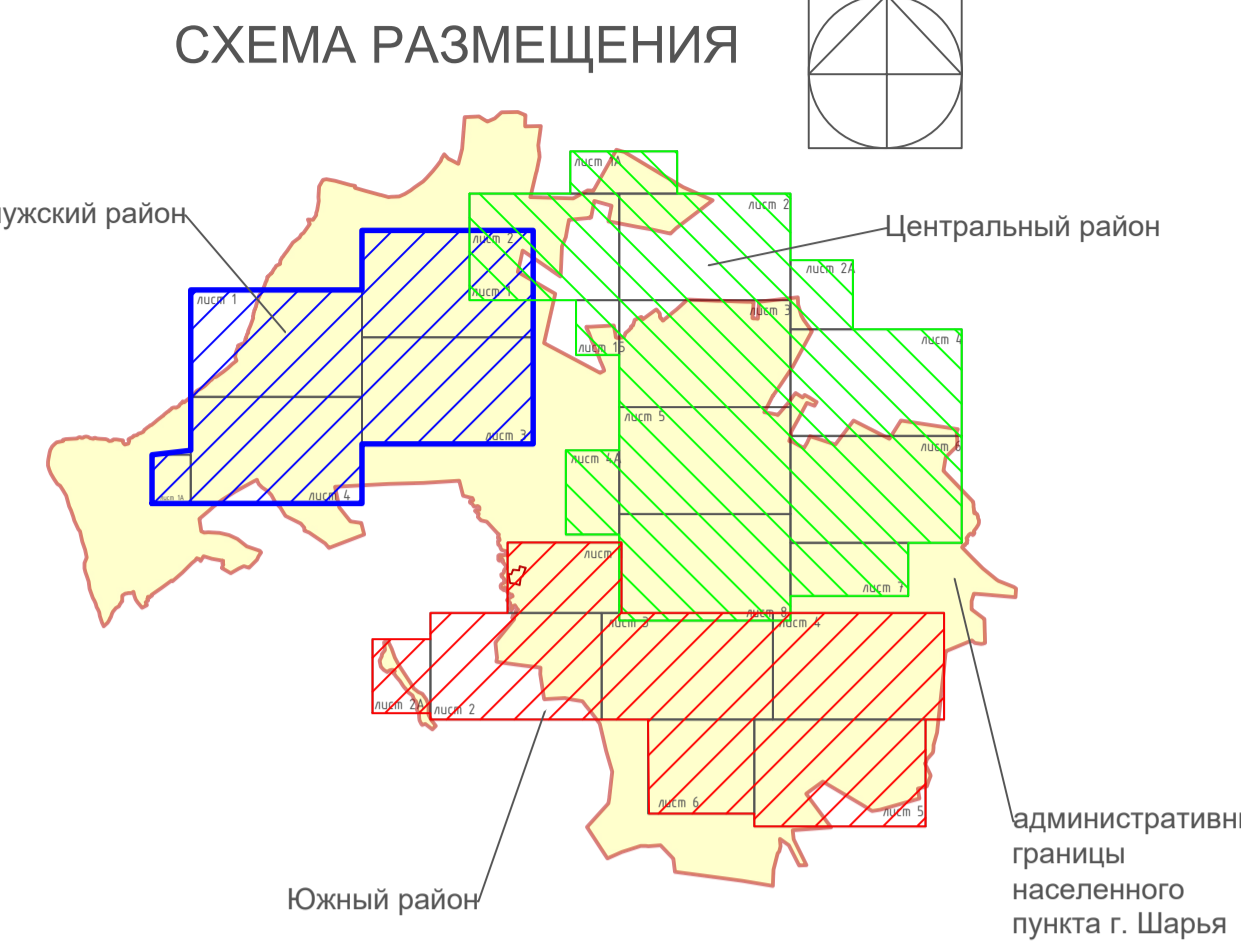 СХЕМА РАЗМЕЩЕНИЯ
лист 1А
лужский район
лист 2
Центральный район
лист 2
лист 2А
лист 1
лист 1
лист 3
лист 4
лист 1Б
лист 5
лист 3
лист 6
лист 4А
лист 1А
лист 4
лист
лист 7
лист 8
лист 3
лист 4
лист 2А
лист 2
лист 6
лист 5
административн
границы
населенного
пункта г. Шарья
Южный район